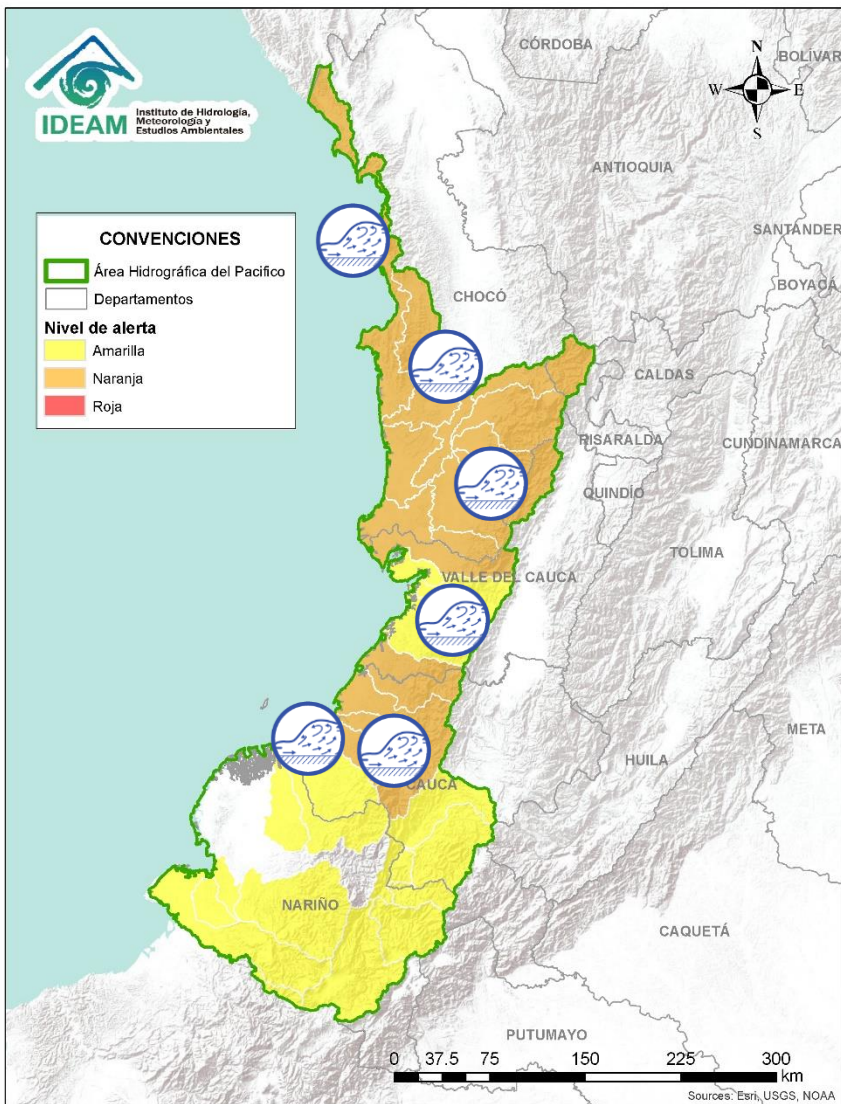 IDEAM
Instituto de Hidrología,
Meteorología y
Estudios Ambientales
N
W
E
S
CÓRDOBA
BOLÍVAR
ANTIOQUIA
SANTANDER
BOYACÁ
CHOCÓ
CALDAS
RISARALDA
CUNDINAMARCA
QUINDÍO
TOLIMA
VALLE DEL CAUCA
META
HUILA
CAUCA
NARIÑO
CAQUETÁ
PUTUMAYO
CONVENCIONES
Área Hidrográfica del Pacifico
Departamentos
Nivel de alerta
Amarilla
Naranja
Roja
0 37.5 75 150 225 300
km
Sources: Esri, USGS, NOAA